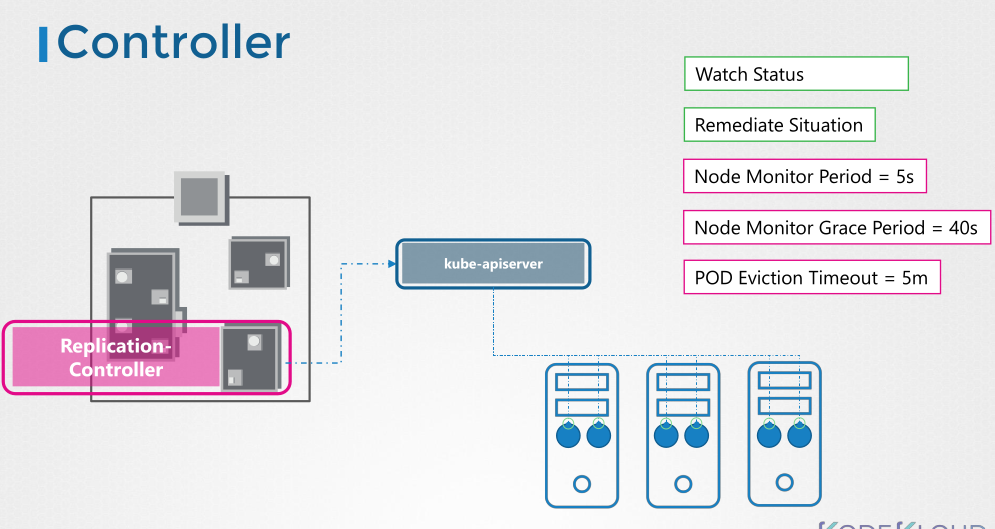 Controller
Watch Status
Remediate Situation
Node Monitor Period = 5s
Node Monitor Grace Period = 40s
POD Eviction Timeout = 5m
kube-apiserver
Replication-
Controller
KODEKLOUD